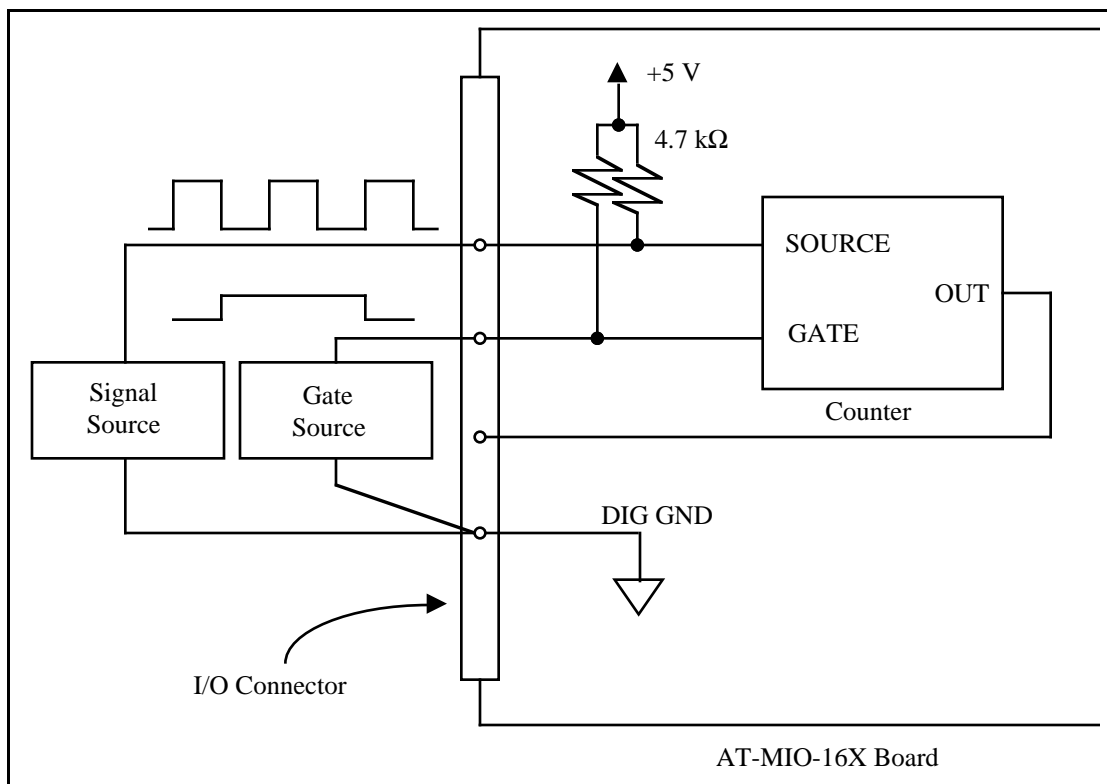 +5 V
4.7 kΩ
SOURCE
OUT
GATE
Signal
Source
Gate
Source
Counter
DIG GND
I/O Connector
AT-MIO-16X Board